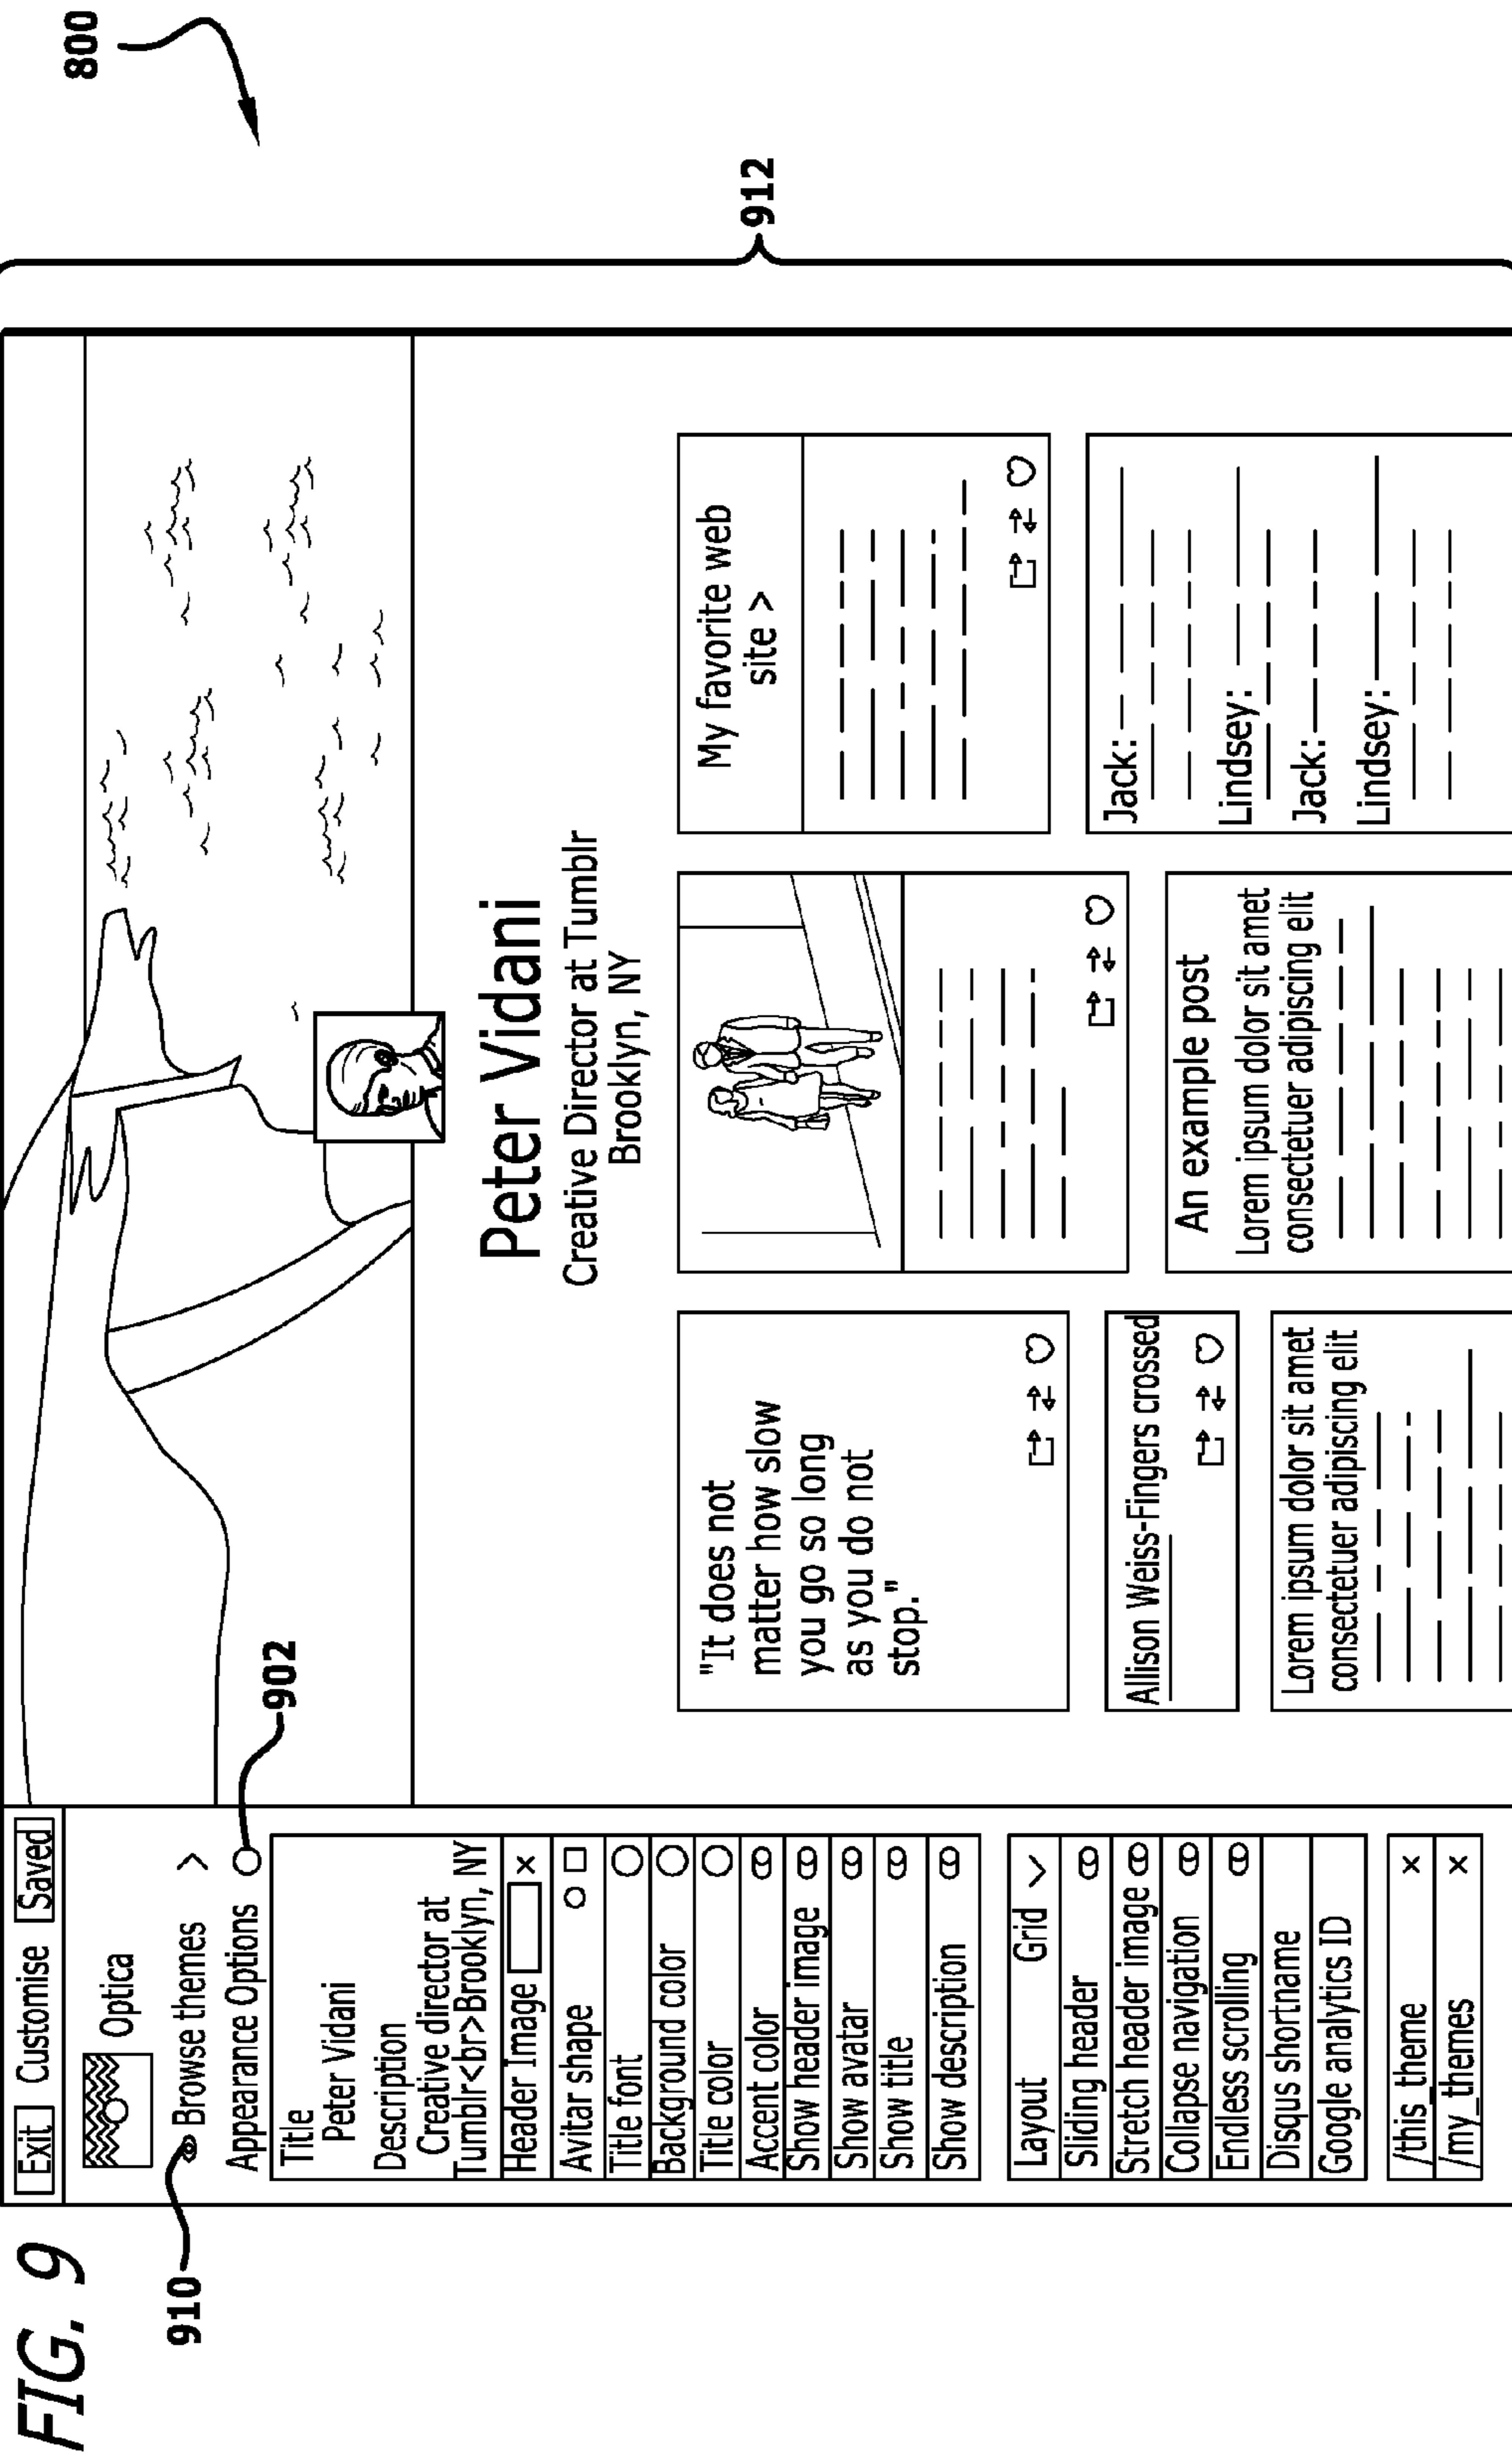 FIG. 9
800
910
902
912
Exit Customise Saved
Optica
Browse themes >
Appearance Options
Title
Peter Vidani
Description
Creative director at
Tumblr<br>Brooklyn, NY
Header Image x
Avitar shape
Title font
Background color
Title color
Accent color
Show header image
Show avatar
Show title
Show description
Layout Grid
Sliding header
Stretch header image
Collapse navigation
Endless scrolling
Disqus shortname
Google analytics ID
/this_theme x
/my_themes x
Peter Vidani
Creative Director at Tumblr
Brooklyn, NY
"It does not
matter how slow
you go so long
as you do not
stop."
Allison Weiss-Fingers crossed
Lorem ipsum dolor sit amet
consectetuer adipiscing elit
An example post
Lorem ipsum dolor sit amet
consectetuer adipiscing elit
My favorite web
site >
Jack:
Lindsey:
Jack:
Lindsey: